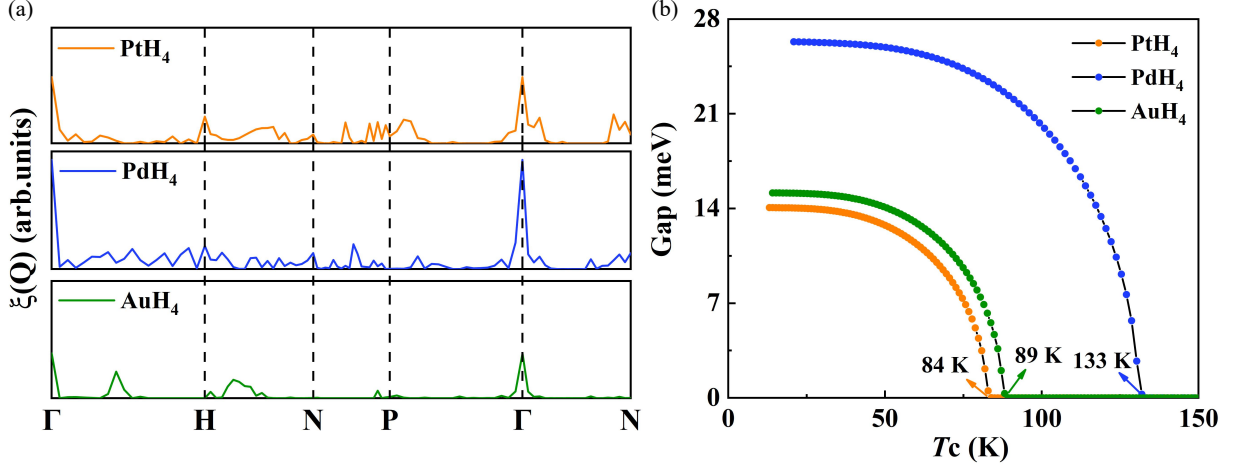 (a)
PtH₄
PdH₄
AuH₄
ξ(Q) (arb.units)
Γ H N P Γ N
(b)
PtH₄
PdH₄
AuH₄
Gap (meV)
28
21
14
7
0
84 K
89 K
133 K
0 50 100 150
Tc (K)